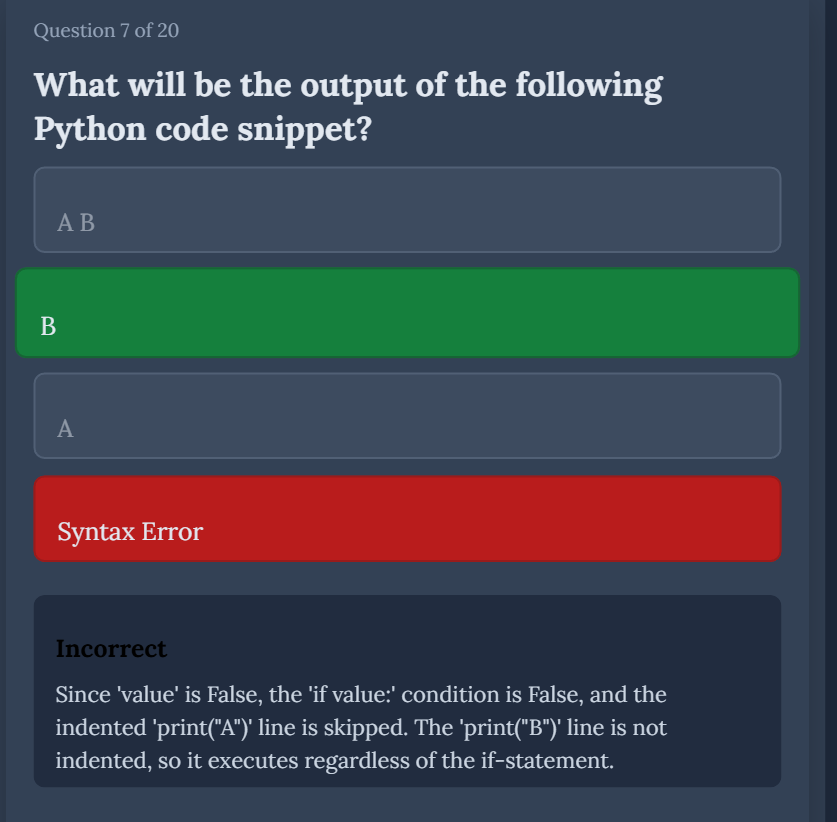 Question 7 of 20
What will be the output of the following
Python code snippet?
A B
B
A
Syntax Error
Incorrect
Since 'value' is False, the 'if value:' condition is False, and the
indented 'print("A")' line is skipped. The 'print("B")' line is not
indented, so it executes regardless of the if-statement.